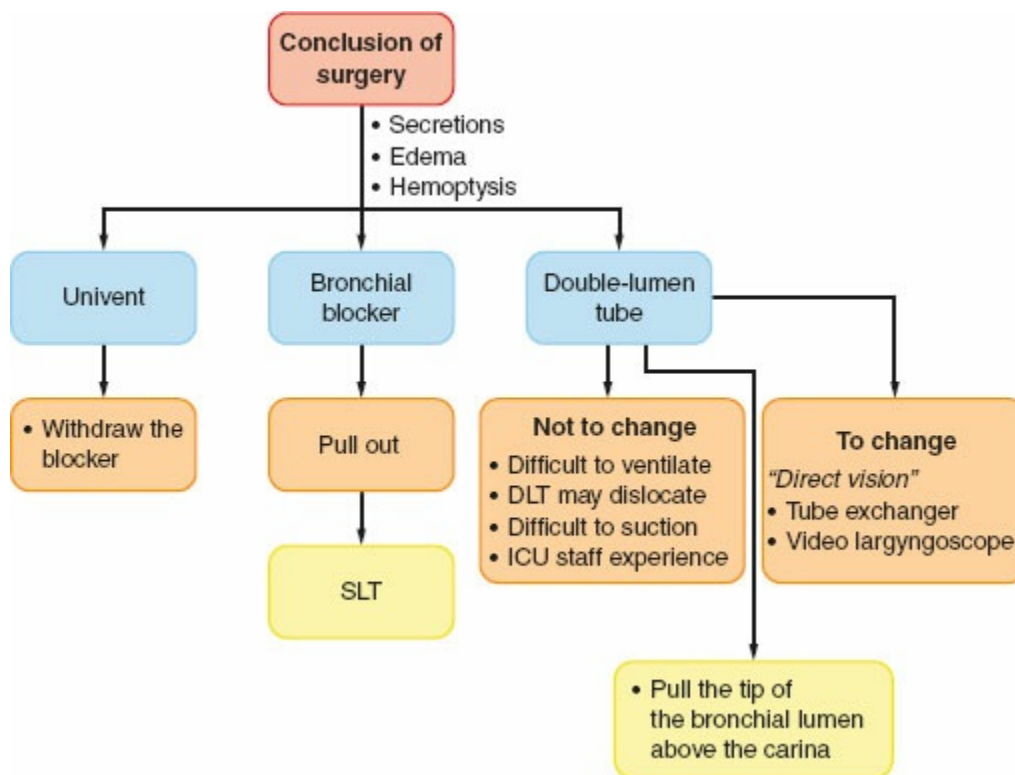 Conclusion of
surgery
• Secretions
• Edema
• Hemoptysis
Univent
Bronchial
blocker
Double-lumen
tube
• Withdraw the
blocker
Pull out
Not to change
• Difficult to ventilate
• DLT may dislocate
• Difficult to suction
• ICU staff experience
To change
“Direct vision”
• Tube exchanger
• Video largyngoscope
SLT
• Pull the tip of
the bronchial lumen
above the carina